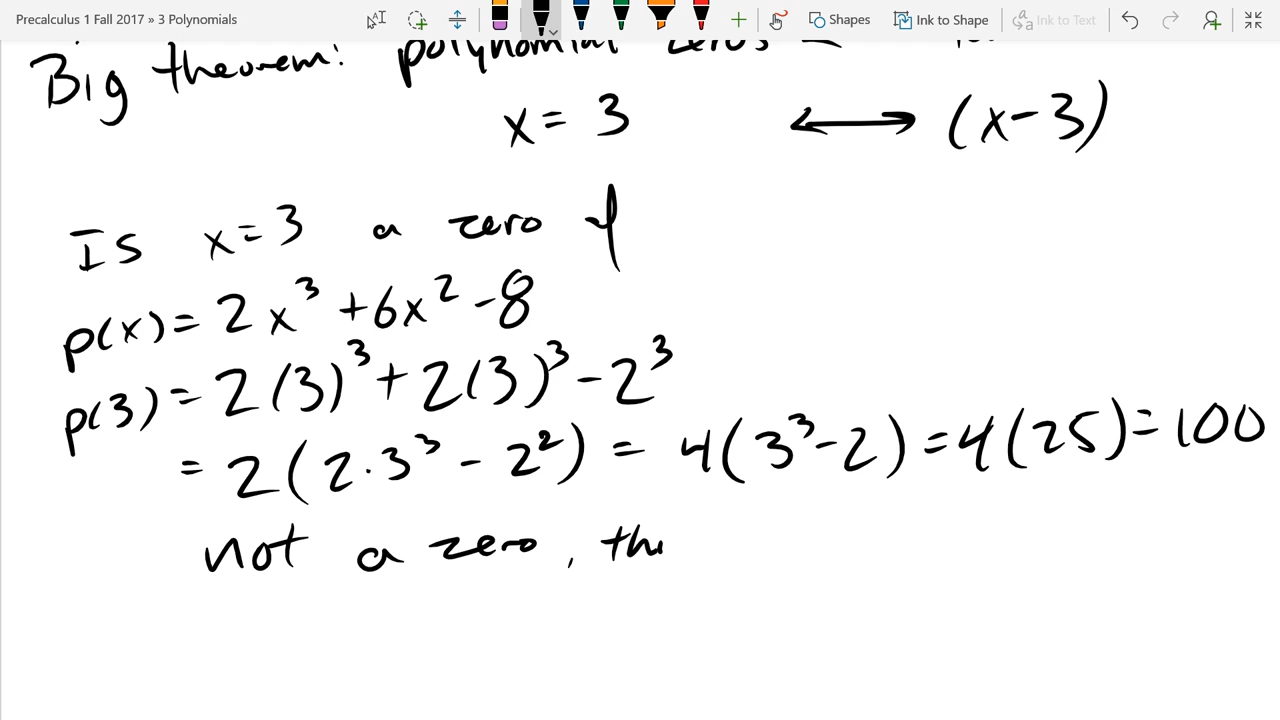 Precalculus 1 Fall 2017 » 3 Polynomials
Shapes
Ink to Shape
Ink to Text
Big theorem: polynomial zeros
x = 3 ⟷ (x-3)
Is x=3 a zero of
p(x) = 2x³ + 6x² - 8
p(3) = 2(3)³ + 2(3)³ - 2³
= 2(2·3³ - 2²) = 4(3³-2) = 4(25) = 100
not a zero, the